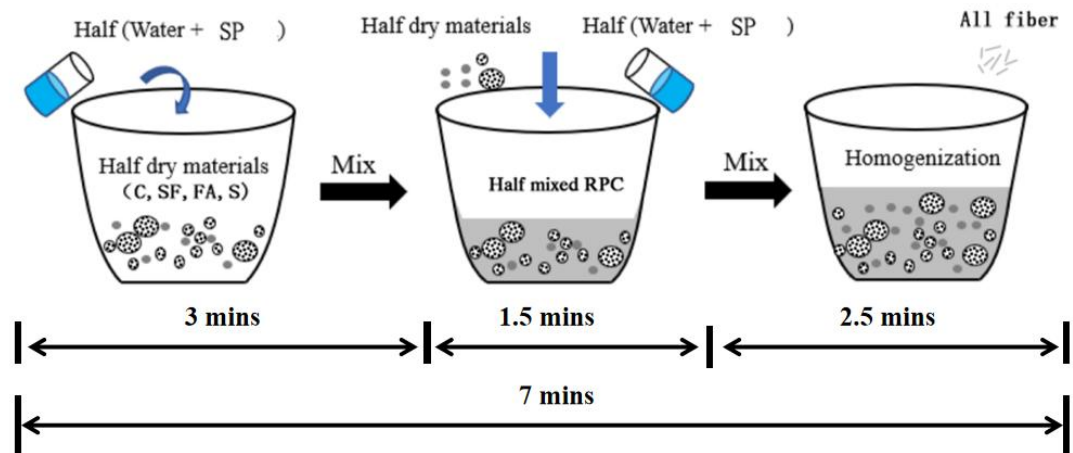 Half (Water + SP )
Half dry materials
(C, SF, FA, S)
Mix
Half dry materials
Half (Water + SP )
Half mixed RPC
Mix
All fiber
Homogenization
3 mins
1.5 mins
2.5 mins
7 mins